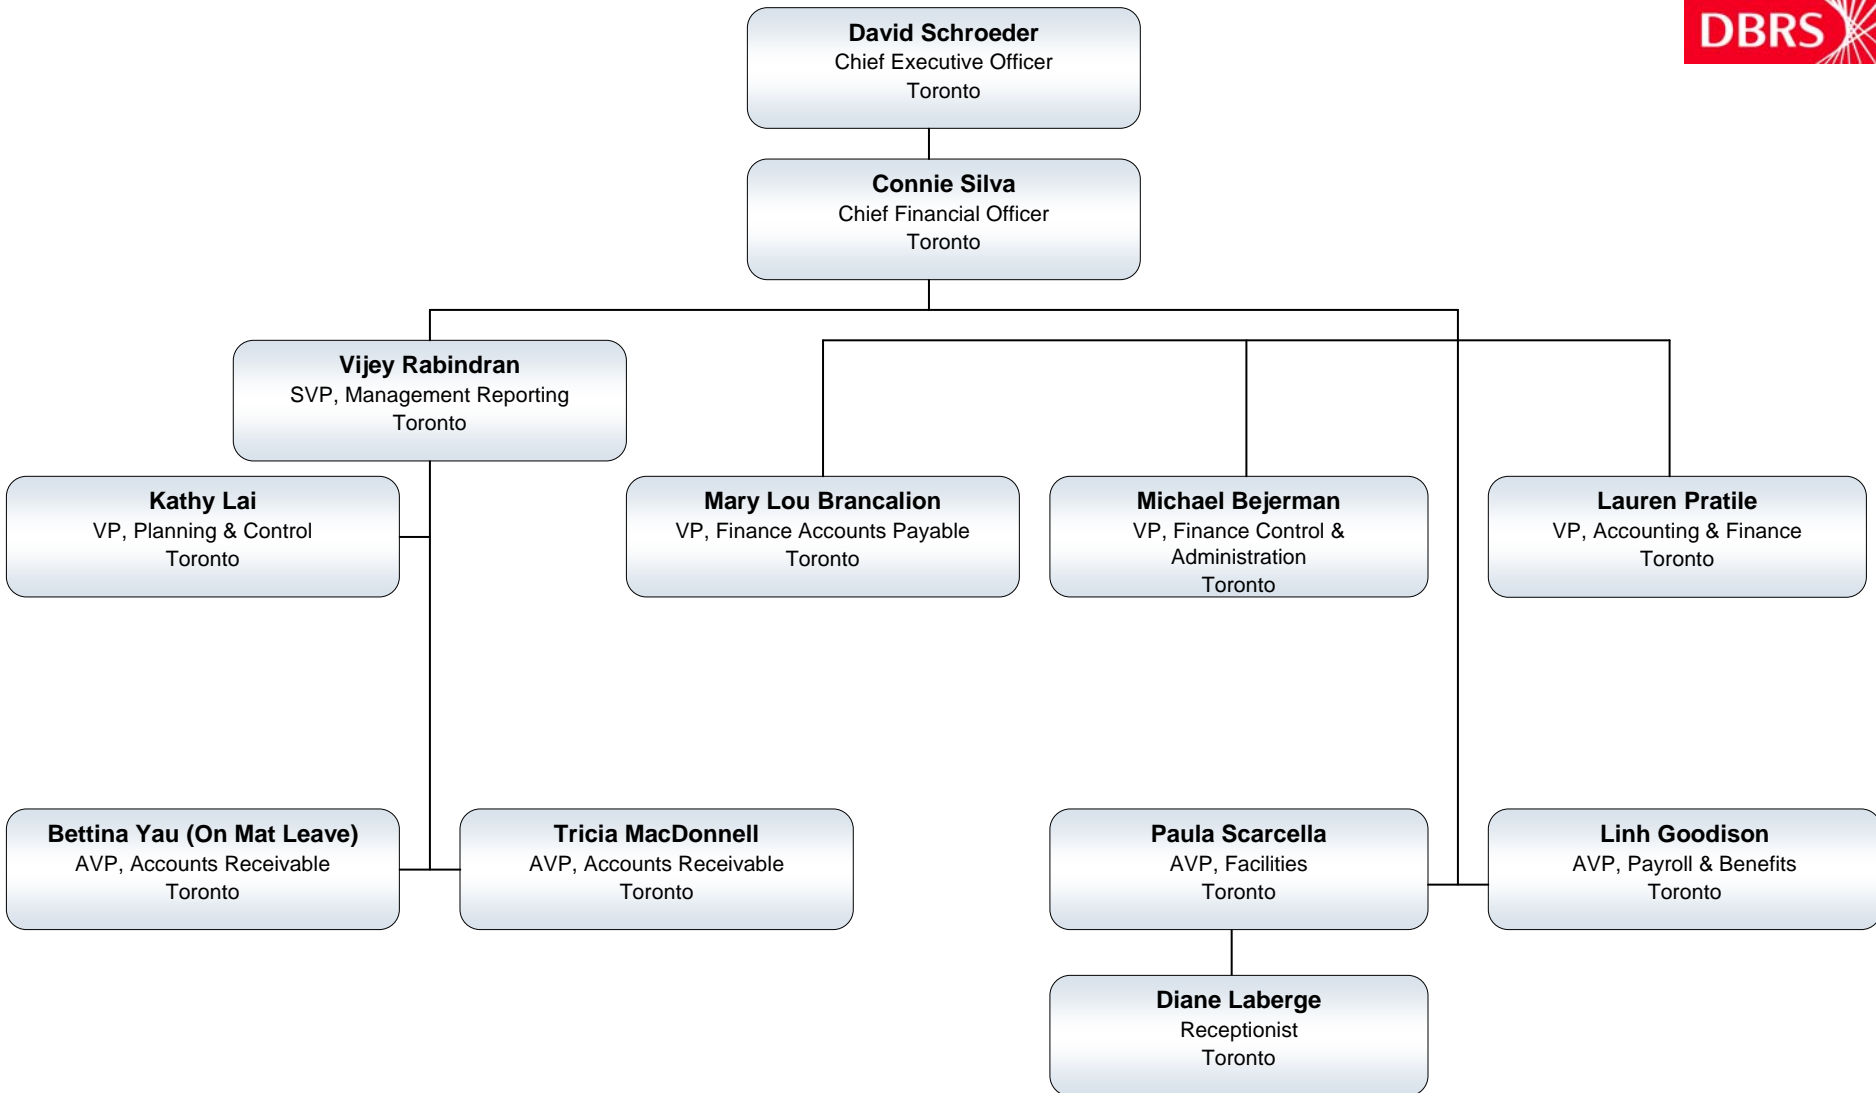 DBRS
David Schroeder
Chief Executive Officer
Toronto
Connie Silva
Chief Financial Officer
Toronto
Vijey Rabindran
SVP, Management Reporting
Toronto
Kathy Lai
VP, Planning & Control
Toronto
Mary Lou Brancalion
VP, Finance Accounts Payable
Toronto
Michael Bejerman
VP, Finance Control &
Administration
Toronto
Lauren Pratile
VP, Accounting & Finance
Toronto
Bettina Yau (On Mat Leave)
AVP, Accounts Receivable
Toronto
Tricia MacDonnell
AVP, Accounts Receivable
Toronto
Paula Scarcella
AVP, Facilities
Toronto
Linh Goodison
AVP, Payroll & Benefits
Toronto
Diane Laberge
Receptionist
Toronto